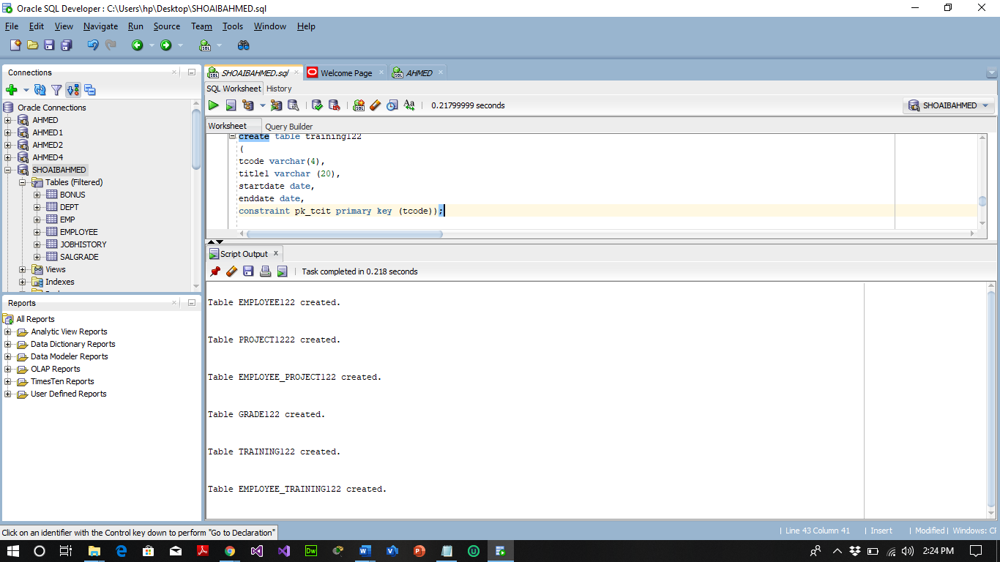 Oracle SQL Developer : C:\Users\hp\Desktop\SHOAIBAHMED.sql
File Edit View Navigate Run Source Team Tools Window Help
Connections
Oracle Connections
AHMED
AHMED1
AHMED2
AHMED4
SHOAIBAHMED
Tables (Filtered)
BONUS
DEPT
EMP
EMPLOYEE
JOBHISTORY
SALGRADE
Views
Indexes
Reports
All Reports
Analytic View Reports
Data Dictionary Reports
Data Modeler Reports
OLAP Reports
TimesTen Reports
User Defined Reports
SHOAIBAHMED.sql Welcome Page AHMED
SQL Worksheet History
0.21799999 seconds SHOAIBAHMED
Worksheet Query Builder
create table training122
(
tcode varchar(4),
title1 varchar (20),
startdate date,
enddate date,
constraint pk_tcit primary key (tcode));
Script Output x
Task completed in 0.218 seconds
Table EMPLOYEE122 created.
Table PROJECT1222 created.
Table EMPLOYEE_PROJECT122 created.
Table GRADE122 created.
Table TRAINING122 created.
Table EMPLOYEE_TRAINING122 created.
Click on an identifier with the Control key down to perform "Go to Declaration"
| Line 43 Column 41 | Insert | Modified | Windows: CF
2:24 PM